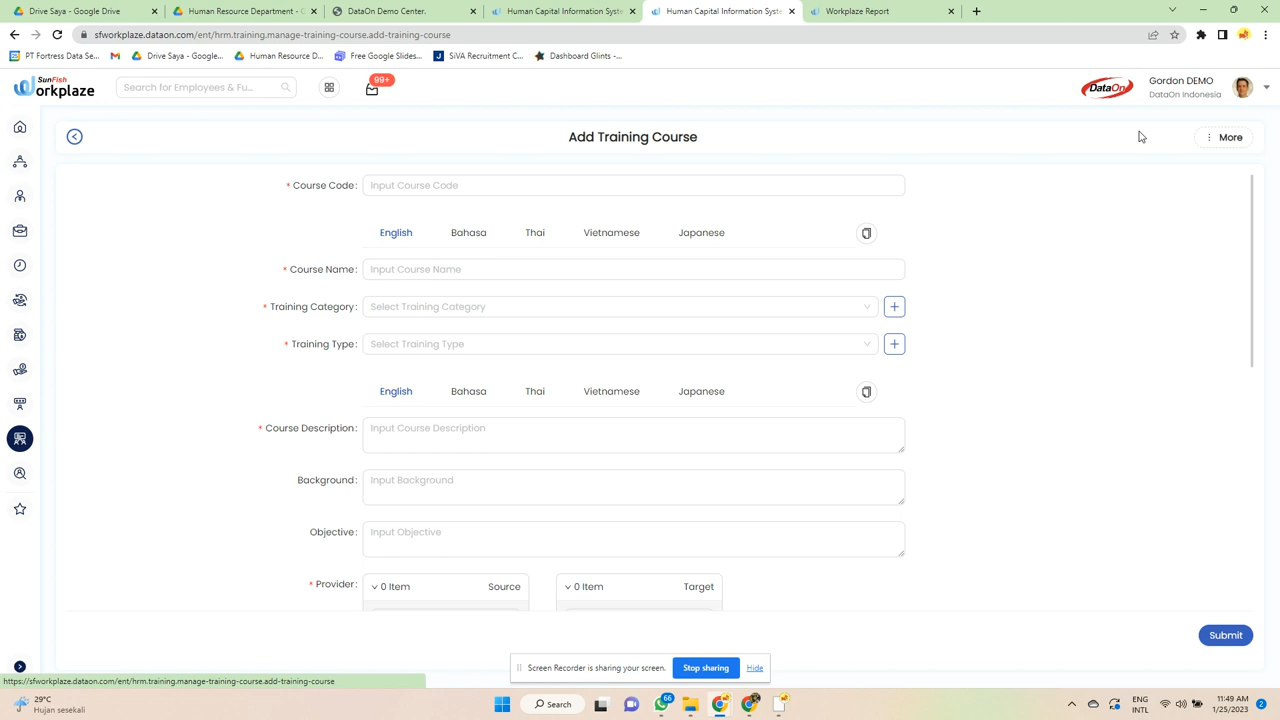 Drive Saya - Google Drive
Human Resource Department - G
DataOn Demo Center.
Human Capital Information Syste
Human Capital Information Syste
Workplaze Report
sfworkplaze.dataon.com/ent/hrm.training.manage-training-course.add-training-course
PT Fortress Data Se...
Drive Saya - Google...
Human Resource D...
Free Google Slides...
SiVA Recruitment C...
Dashboard Glints -...
SunFish
Workplaze
Search for Employees & Fu...
99+
DataOn
Gordon DEMO
DataOn Indonesia
Add Training Course
More
* Course Code:
Input Course Code
English
Bahasa
Thai
Vietnamese
Japanese
* Course Name:
Input Course Name
* Training Category:
Select Training Category
* Training Type:
Select Training Type
English
Bahasa
Thai
Vietnamese
Japanese
* Course Description:
Input Course Description
Background:
Input Background
Objective:
Input Objective
* Provider:
0 Item
Source
0 Item
Target
Submit
Screen Recorder is sharing your screen.
Stop sharing
Hide
https://sfworkplaze.dataon.com/ent/hrm.training.manage-training-course.add-training-course
29°C
Hujan sesekali
Search
66
ENG
INTL
11:49 AM
1/25/2023
2